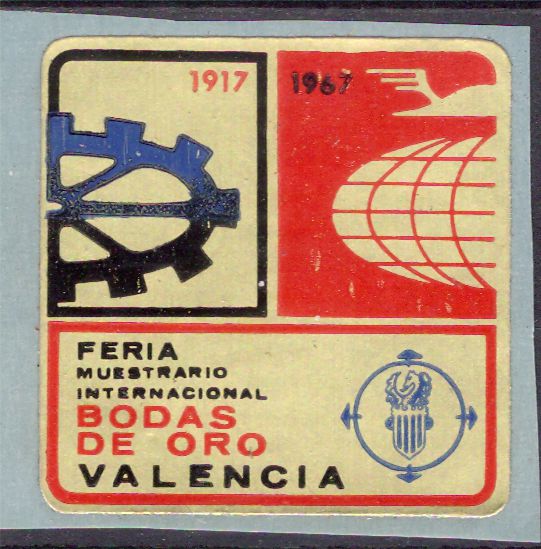 1917 1967
FERIA
MUESTRARIO
INTERNACIONAL
BODAS
DE ORO
VALENCIA